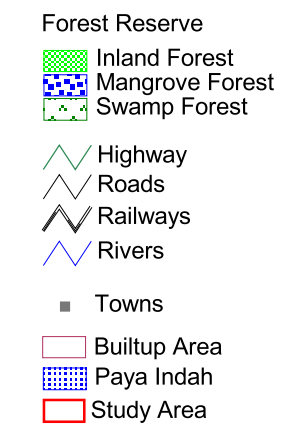 Forest Reserve
Inland Forest
Mangrove Forest
Swamp Forest
Highway
Roads
Railways
Rivers
Towns
Builtup Area
Paya Indah
Study Area